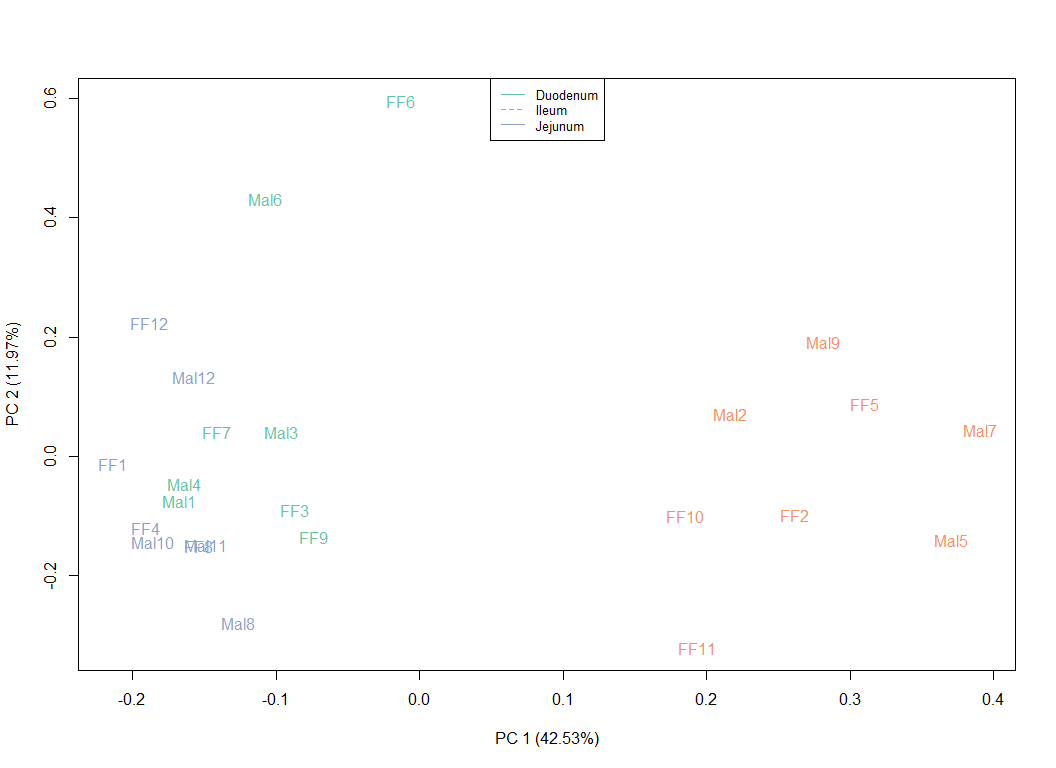 Duodenum
Ileum
Jejunum
FF6
Mal6
FF12
Mal9
Mal12
FF5
Mal2
FF7
Mal3
Mal7
FF1
Mal4
Mal1
FF3
FF10
FF2
FF4
FF9
Mal10
FF8
Mal11
Mal5
Mal8
FF11
0.6
0.4
0.2
0.0
-0.2
PC 2 (11.97%)
-0.2 -0.1 0.0 0.1 0.2 0.3 0.4
PC 1 (42.53%)